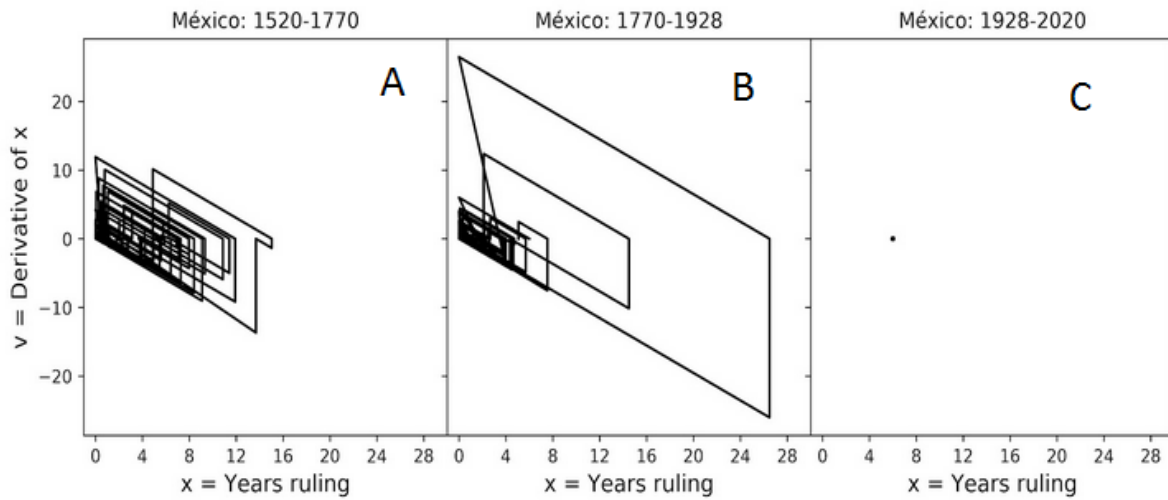 México: 1520-1770 México: 1770-1928 México: 1928-2020
A B C
v = Derivative of x
20
10
0
−10
−20
0 4 8 12 16 20 24 28 0 4 8 12 16 20 24 28 0 4 8 12 16 20 24 28
x = Years ruling x = Years ruling x = Years ruling